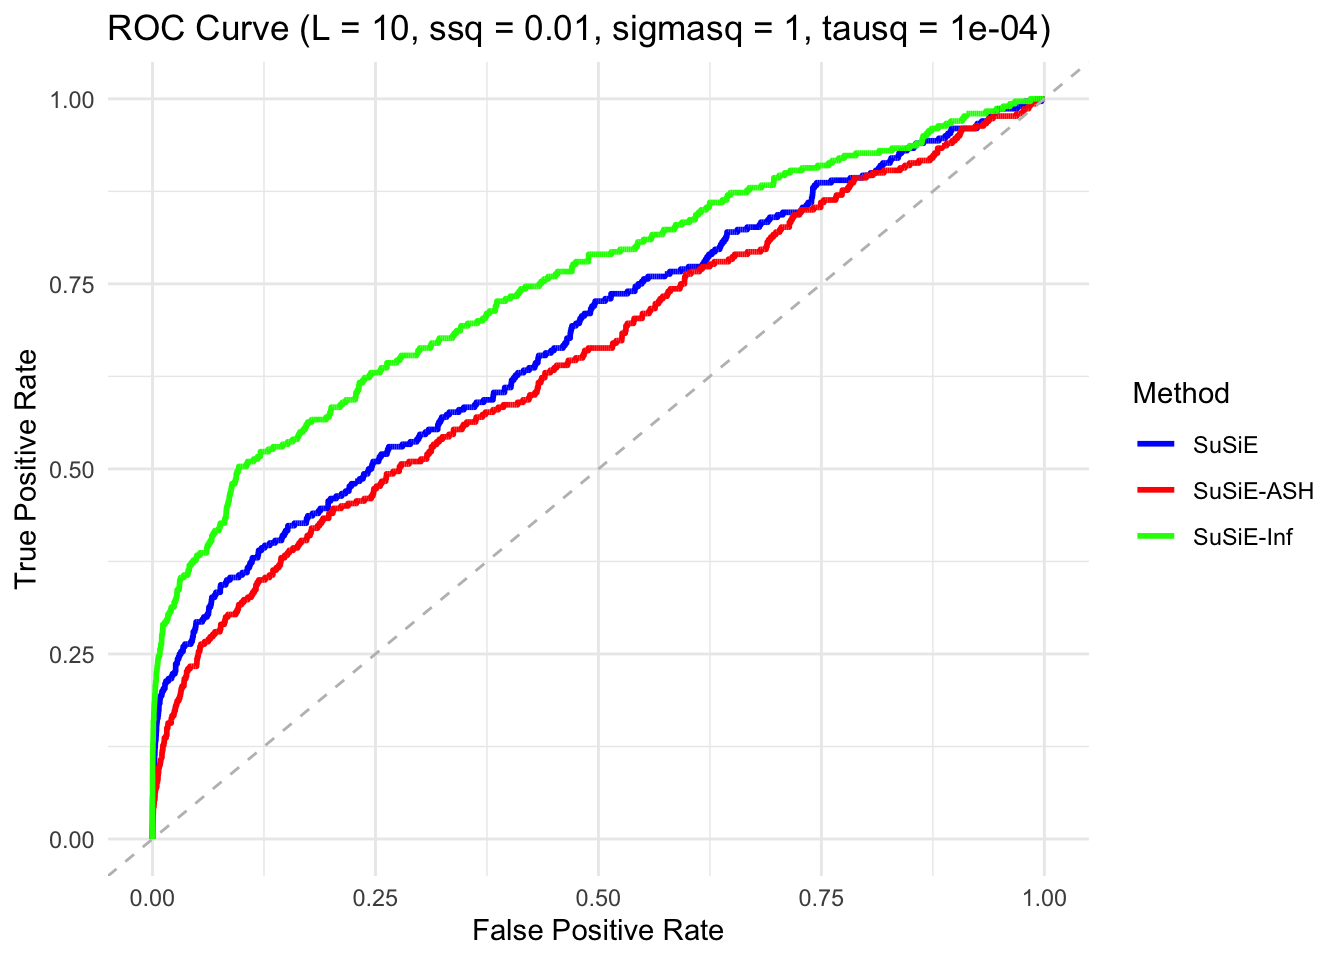 ROC Curve (L = 10, ssq = 0.01, sigmasq = 1, tausq = 1e-04)
True Positive Rate
1.00
0.75
0.50
0.25
0.00
0.00 0.25 0.50 0.75 1.00
False Positive Rate
Method
SuSiE
SuSiE-ASH
SuSiE-Inf